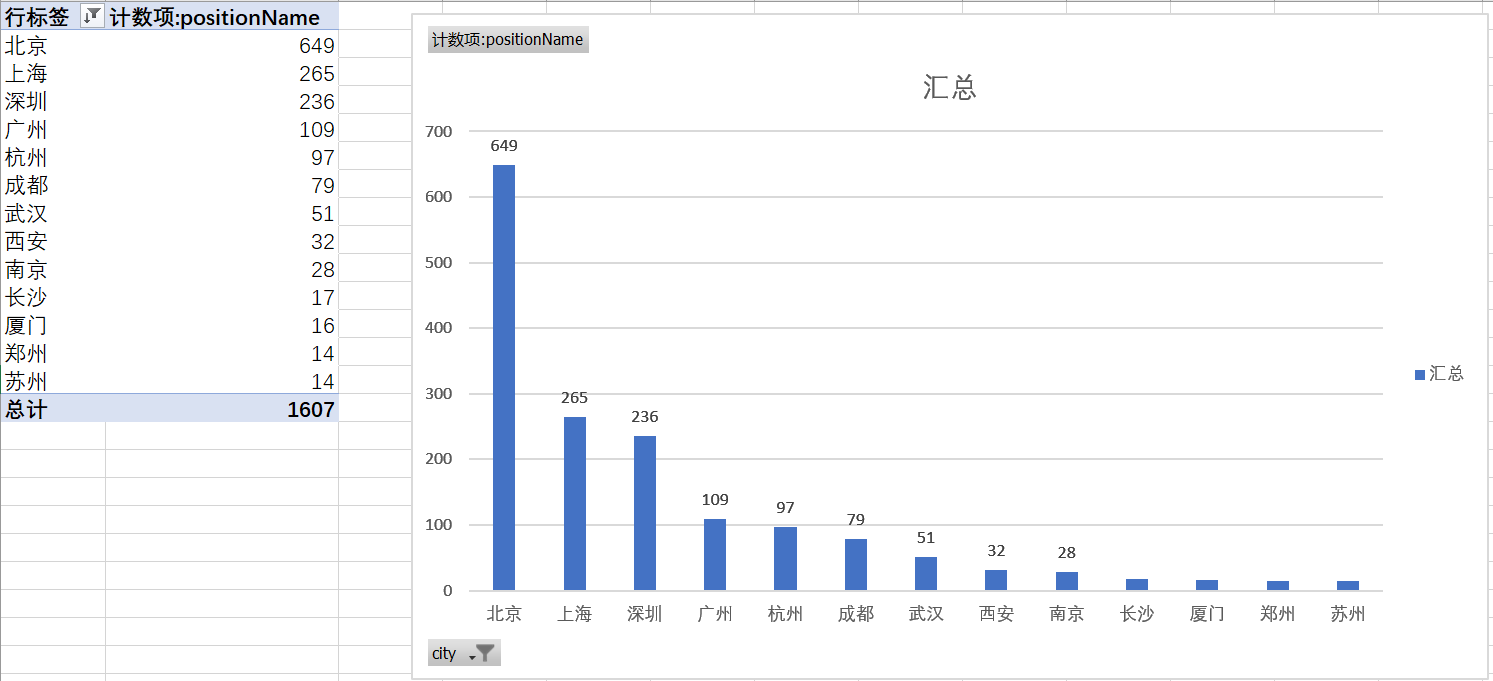 行标签 计数项:positionName
北京 649
上海 265
深圳 236
广州 109
杭州 97
成都 79
武汉 51
西安 32
南京 28
长沙 17
厦门 16
郑州 14
苏州 14
总计 1607
计数项:positionName
汇总
700
600
500
400
300
200
100
0
649
265
236
109
97
79
51
32
28
北京 上海 深圳 广州 杭州 成都 武汉 西安 南京 长沙 厦门 郑州 苏州
汇总
city